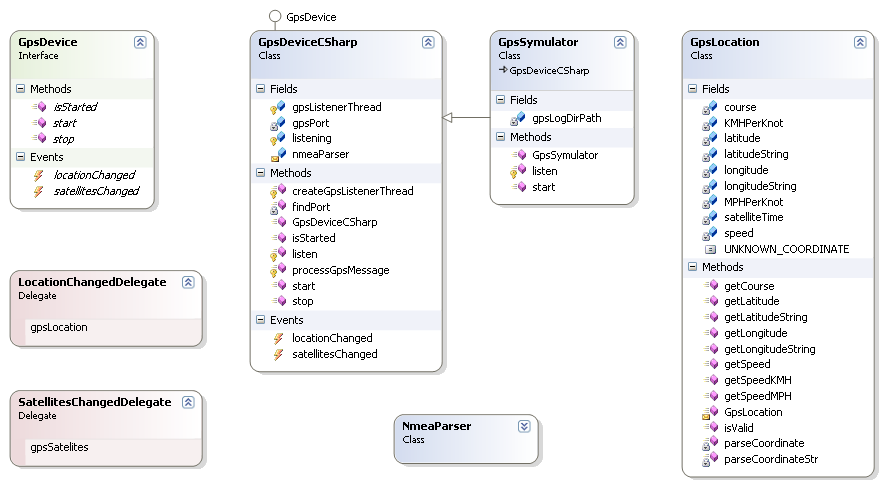 GpsDevice
GpsDevice
Interface
Methods
isStarted
start
stop
Events
locationChanged
satellitesChanged
LocationChangedDelegate
Delegate
gpsLocation
SatellitesChangedDelegate
Delegate
gpsSatelites
GpsDeviceCSharp
Class
Fields
gpsListenerThread
gpsPort
listening
nmeaParser
Methods
createGpsListenerThread
findPort
GpsDeviceCSharp
isStarted
listen
processGpsMessage
start
stop
Events
locationChanged
satellitesChanged
GpsSymulator
Class
GpsDeviceCSharp
Fields
gpsLogDirPath
Methods
GpsSymulator
listen
start
NmeaParser
Class
GpsLocation
Class
Fields
course
KMHPerKnot
latitude
latitudeString
longitude
longitudeString
MPHPerKnot
satelliteTime
speed
UNKNOWN_COORDINATE
Methods
getCourse
getLatitude
getLatitudeString
getLongitude
getLongitudeString
getSpeed
getSpeedKMH
getSpeedMPH
GpsLocation
isValid
parseCoordinate
parseCoordinateStr